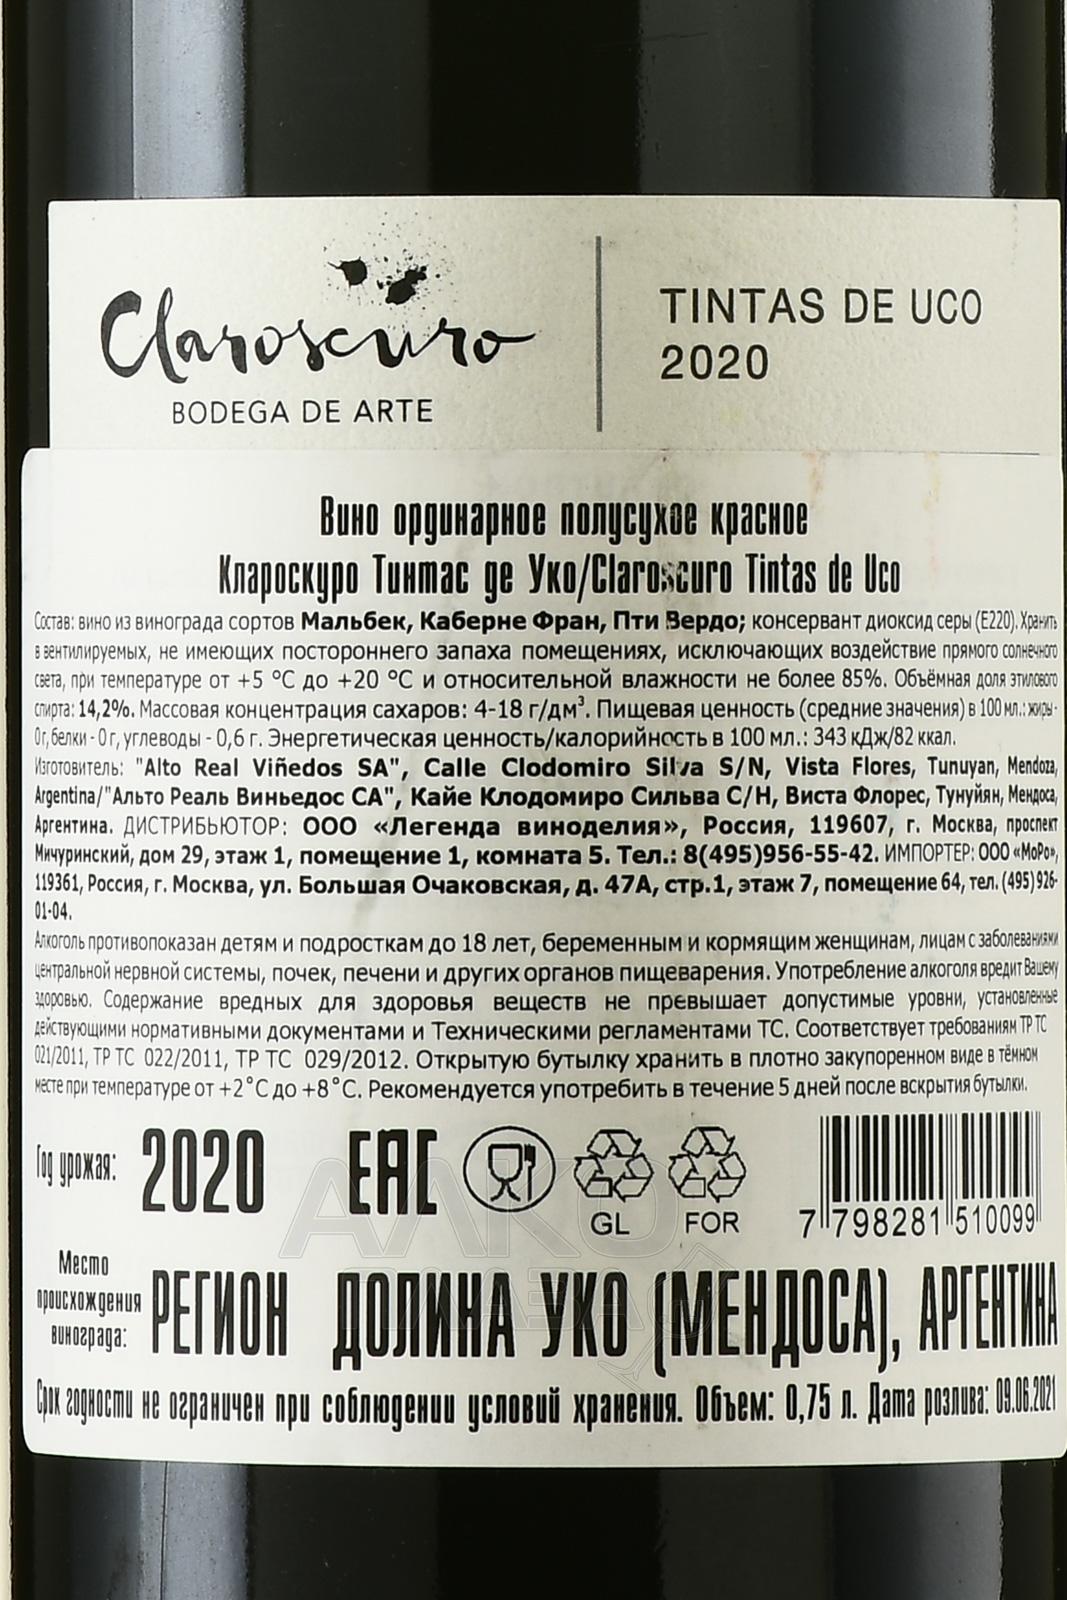 Claroscuro
BODEGA DE ARTE
TINTAS DE UCO
2020
Вино ординарное полусухое красное
Клароскуро Тинтас де Уко/Claroscuro Tintas de Uco
Состав: вино из винограда сортов Мальбек, Каберне Фран, Пти Вердо; консервант диоксид серы (Е220). Хранить
в вентилируемых, не имеющих постороннего запаха помещениях, исключающих воздействие прямого солнечного
света, при температуре от +5 °С до +20 °С и относительной влажности не более 85%. Объёмная доля этилового
спирта: 14,2%. Массовая концентрация сахаров: 4-18 г/дм³. Пищевая ценность (средние значения) в 100 мл.: жиры -
0 г, белки - 0 г, углеводы - 0,6 г. Энергетическая ценность/калорийность в 100 мл.: 343 кДж/82 ккал.
Изготовитель: "Alto Real Viñedos SA", Calle Clodomiro Silva S/N, Vista Flores, Tunuyan, Mendoza,
Argentina/"Альто Реаль Виньедос СА", Кайе Клодомиро Сильва С/Н, Виста Флорес, Тунуйян, Мендоса,
Аргентина. ДИСТРИБЬЮТОР: ООО «Легенда виноделия», Россия, 119607, г. Москва, проспект
Мичуринский, дом 29, этаж 1, помещение 1, комната 5. Тел.: 8(495)956-55-42. ИМПОРТЕР: ООО «МоРо»,
119361, Россия, г. Москва, ул. Большая Очаковская, д. 47А, стр.1, этаж 7, помещение 64, тел. (495) 926-
01-04.
Алкоголь противопоказан детям и подросткам до 18 лет, беременным и кормящим женщинам, лицам с заболеваниями
центральной нервной системы, почек, печени и других органов пищеварения. Употребление алкоголя вредит Вашему
здоровью. Содержание вредных для здоровья веществ не превышает допустимые уровни, установленные
действующими нормативными документами и Техническими регламентами ТС. Соответствует требованиям ТР ТС
021/2011, ТР ТС 022/2011, ТР ТС 029/2012. Открытую бутылку хранить в плотно закупоренном виде в тёмном
месте при температуре от +2°С до +8°С. Рекомендуется употребить в течение 5 дней после вскрытия бутылки.
Год урожая: 2020
EAC
GL
FOR
7 798281 510099
АЛКО
ПЛАЗА
Место
происхождения
винограда:
РЕГИОН ДОЛИНА УКО (МЕНДОСА), АРГЕНТИНА
Срок годности не ограничен при соблюдении условий хранения. Объем: 0,75 л. Дата розлива: 09.06.2021